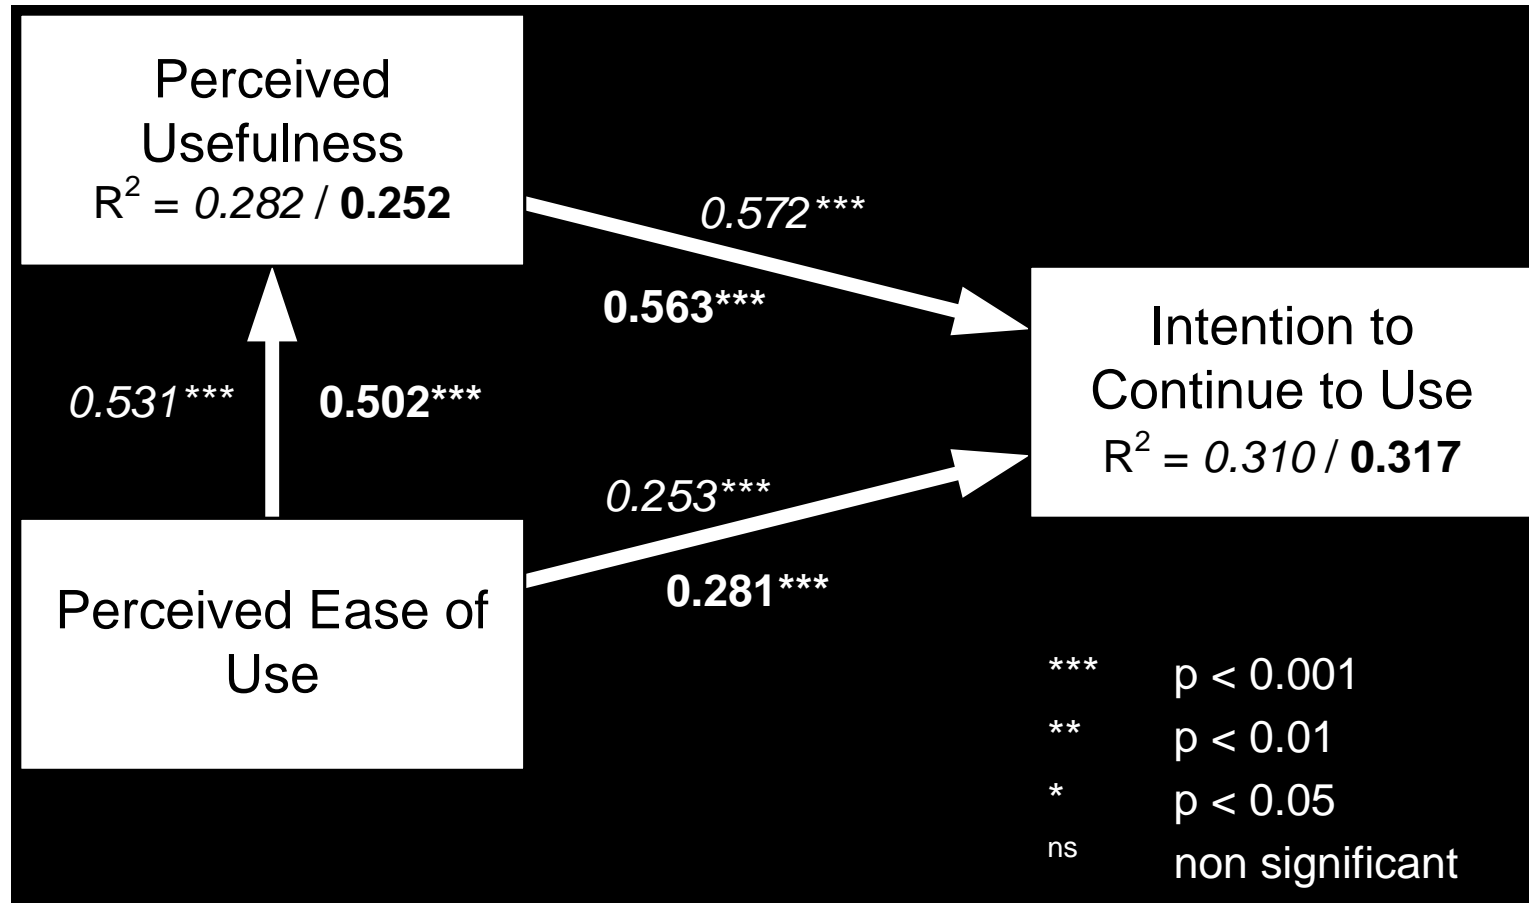 Perceived
Usefulness
R² = 0.282 / 0.252
0.572***
0.563***
Intention to
Continue to Use
R² = 0.310 / 0.317
0.531***
0.502***
0.253***
0.281***
Perceived Ease of
Use
*** p < 0.001
** p < 0.01
* p < 0.05
ns non significant